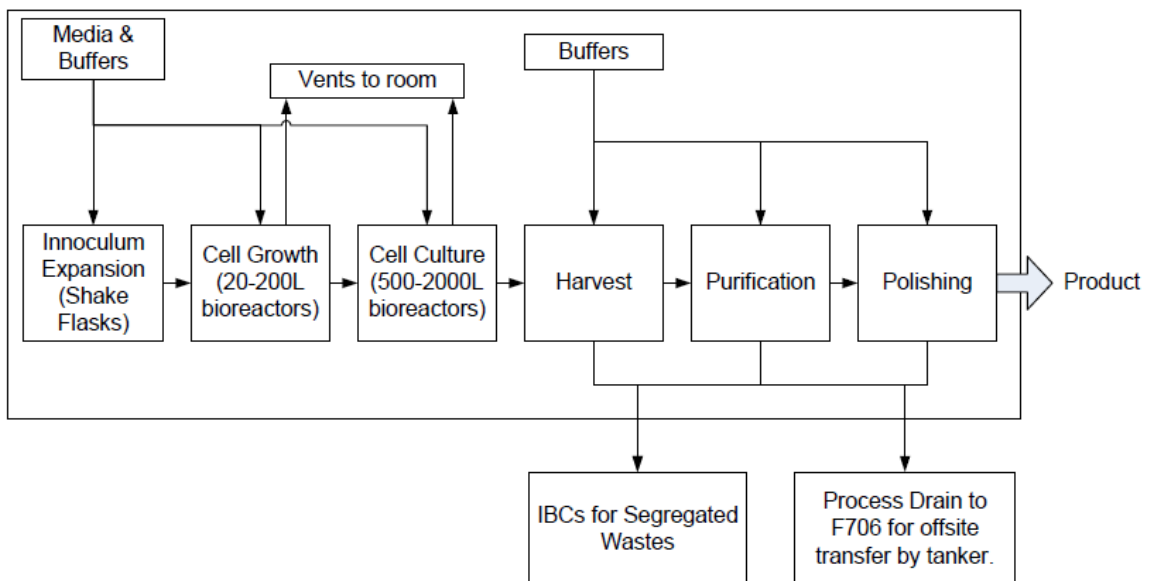 Media &
Buffers
Buffers
Vents to room
Innoculum
Expansion
(Shake
Flasks)
Cell Growth
(20-200L
bioreactors)
Cell Culture
(500-2000L
bioreactors)
Harvest
Purification
Polishing
Product
IBCs for Segregated
Wastes
Process Drain to
F706 for offsite
transfer by tanker.